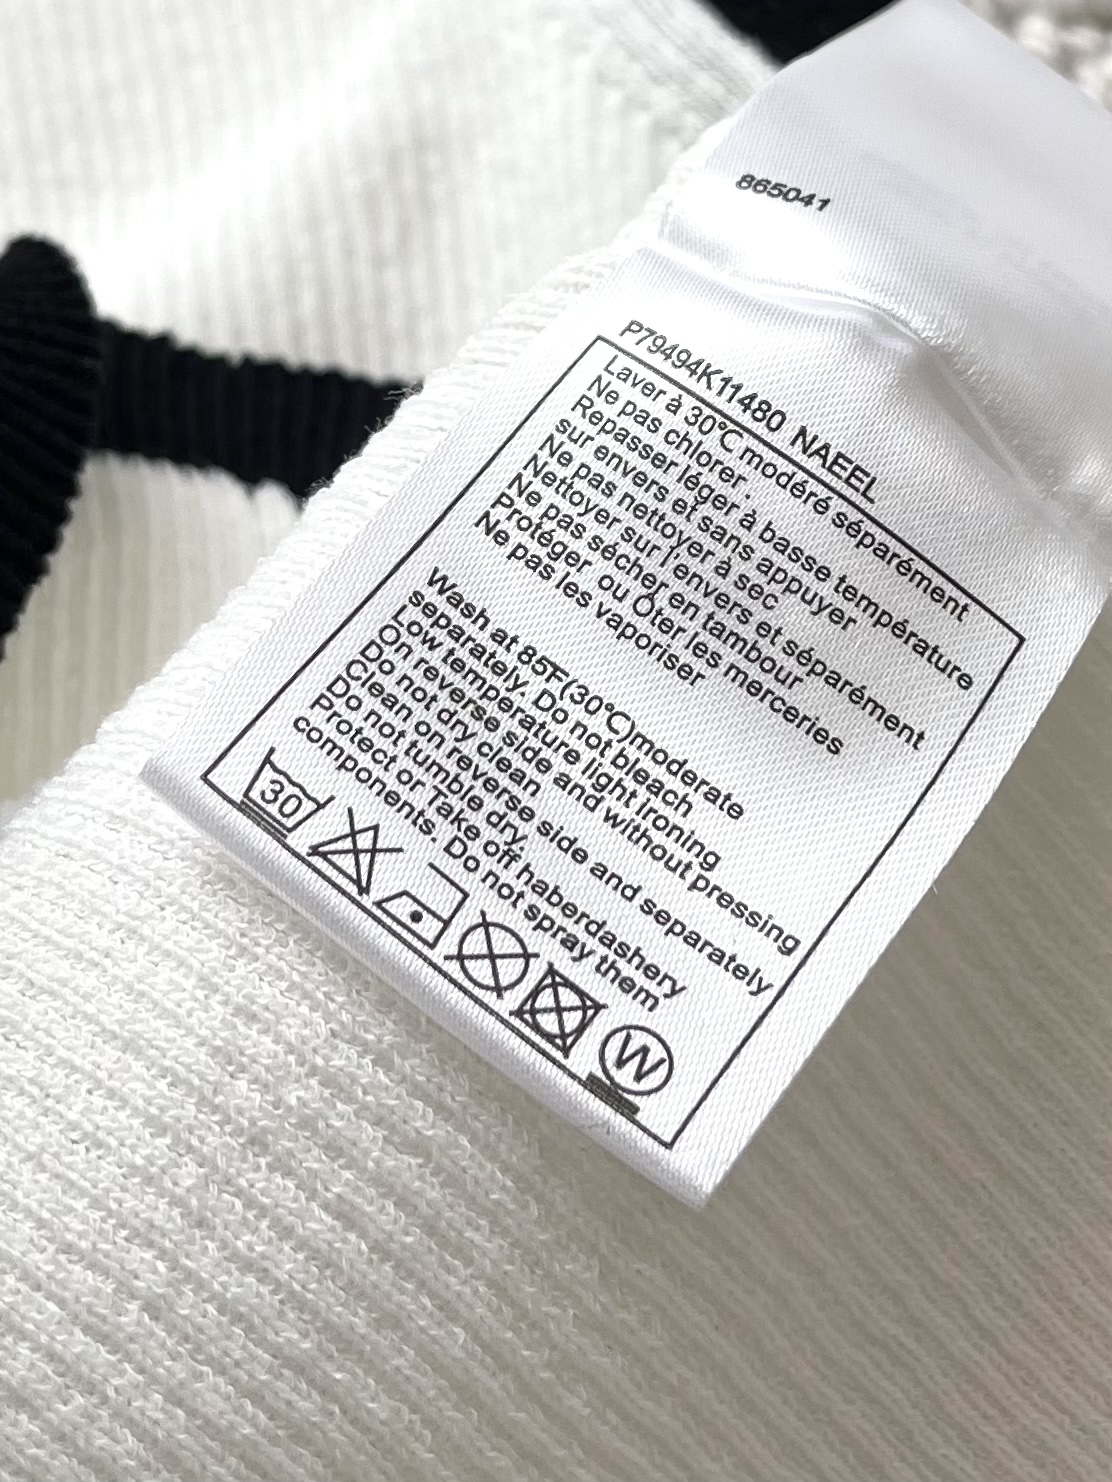 865041
P79494K11480 NAEEL
Laver à 30°C modéré séparément
Ne pas chlorer.
Repasser léger à basse température
sur envers et sans appuyer
Ne pas nettoyer à sec
Nettoyer sur l'envers et séparément
Ne pas sécher en tambour
Protéger ou Ôter les merceries
Ne pas les vaporiser
Wash at 85F(30°C)moderate
separately. Do not bleach
Low temperature light Ironing
On reverse side and without pressing
Do not dry clean
Clean on reverse side and separately
Do not tumble dry.
Protect or Take off haberdashery
components. Do not spray them
30
W